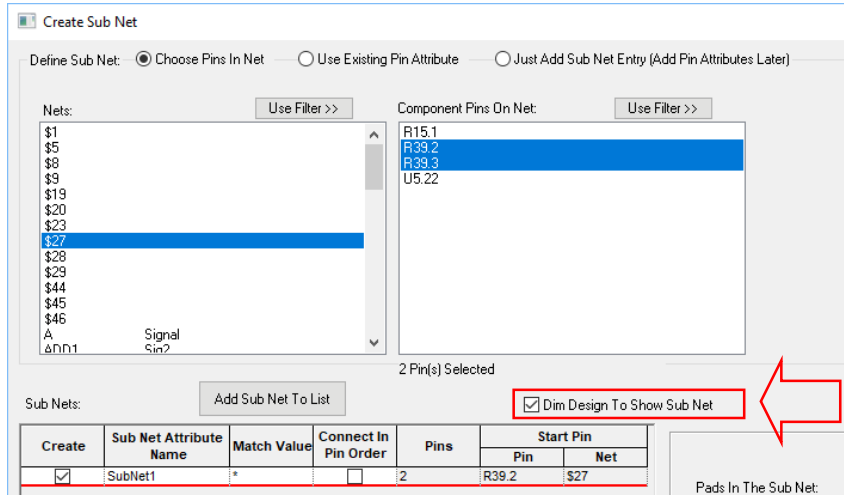 Create Sub Net
Define Sub Net: Choose Pins In Net Use Existing Pin Attribute Just Add Sub Net Entry (Add Pin Attributes Later)
Nets: Use Filter >> Component Pins On Net: Use Filter >>
$1
$5
$8
$9
$19
$20
$23
$27
$28
$29
$44
$45
$46
A Signal
ADD1 Sig2
R15.1
R39.2
R39.3
U5.22
2 Pin(s) Selected
Sub Nets: Add Sub Net To List Dim Design To Show Sub Net
Create Sub Net Attribute Name Match Value Connect In Pin Order Pins Start Pin
Pin Net
SubNet1 * 2 R39.2 $27
Pads In The Sub Net: